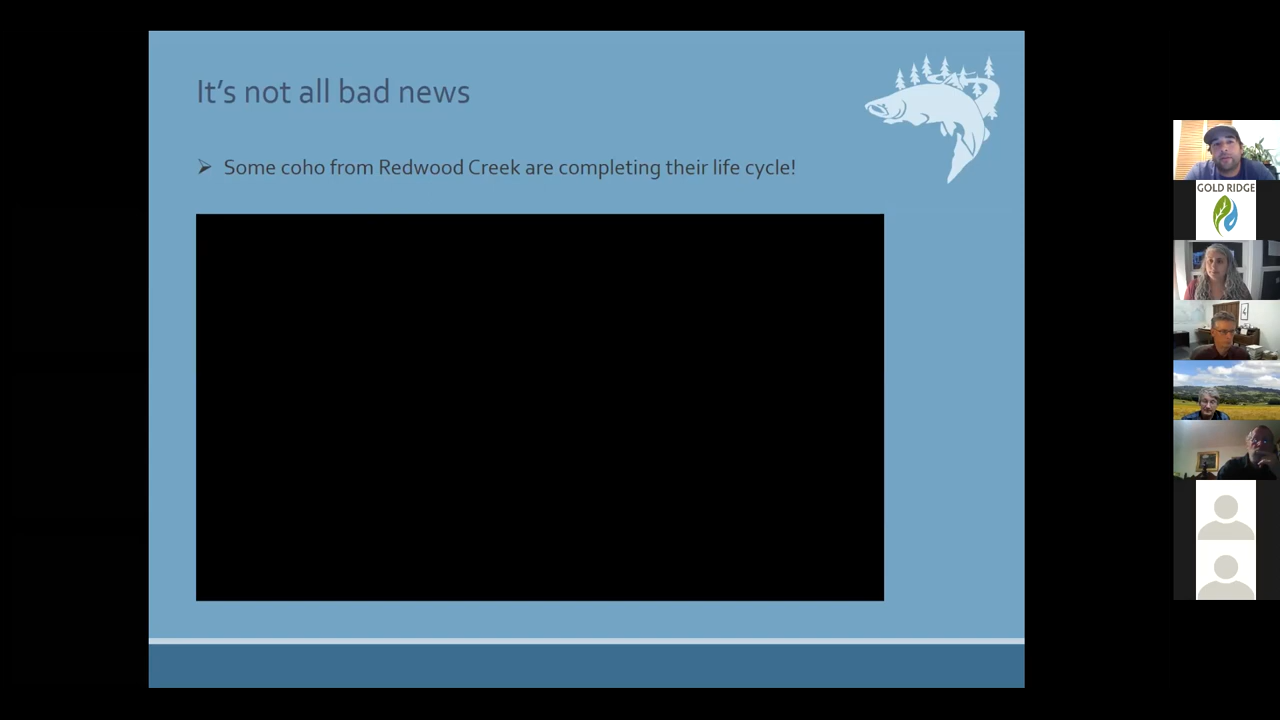 It's not all bad news
➢ Some coho from Redwood Creek are completing their life cycle!
GOLD RIDGE